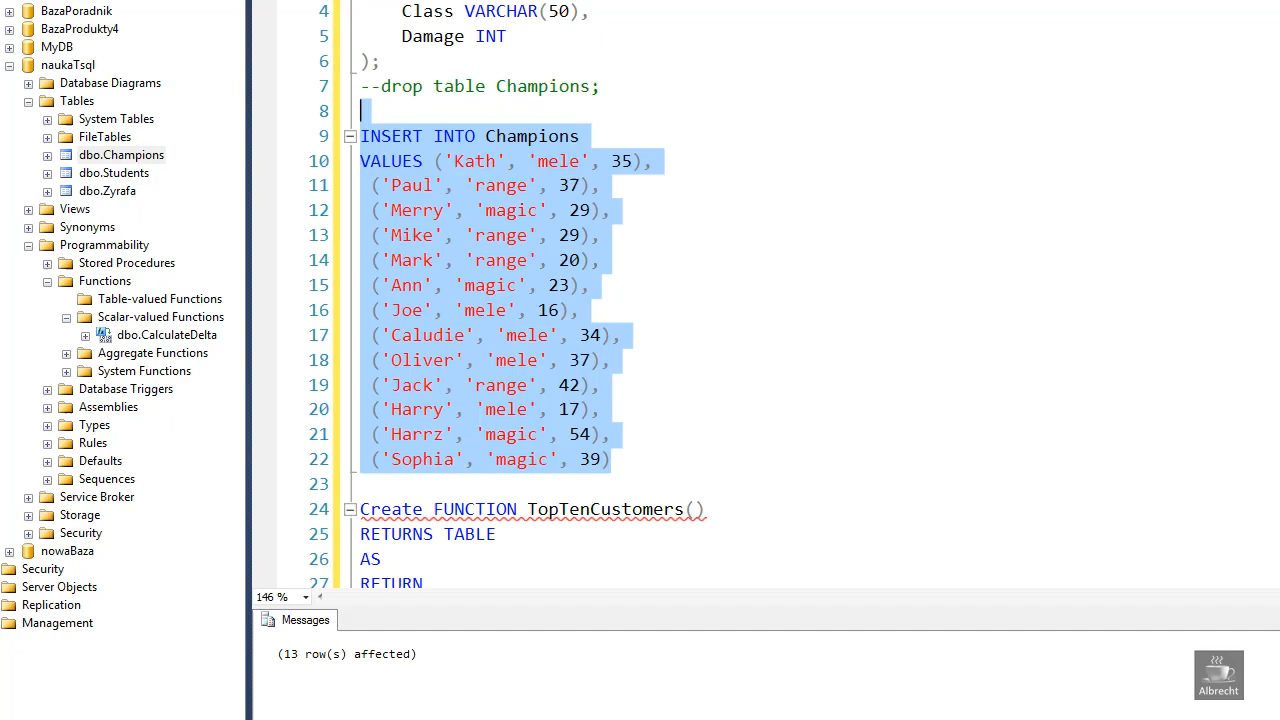 BazaPoradnik
BazaProdukty4
MyDB
naukaTsql
Database Diagrams
Tables
System Tables
FileTables
dbo.Champions
dbo.Students
dbo.Zyrafa
Views
Synonyms
Programmability
Stored Procedures
Functions
Table-valued Functions
Scalar-valued Functions
dbo.CalculateDelta
Aggregate Functions
System Functions
Database Triggers
Assemblies
Types
Rules
Defaults
Sequences
Service Broker
Storage
Security
nowaBaza
Security
Server Objects
Replication
Management
4 Class VARCHAR(50),
5 Damage INT
6 );
7 --drop table Champions;
8
9 INSERT INTO Champions
10 VALUES ('Kath', 'mele', 35),
11 ('Paul', 'range', 37),
12 ('Merry', 'magic', 29),
13 ('Mike', 'range', 29),
14 ('Mark', 'range', 20),
15 ('Ann', 'magic', 23),
16 ('Joe', 'mele', 16),
17 ('Caludie', 'mele', 34),
18 ('Oliver', 'mele', 37),
19 ('Jack', 'range', 42),
20 ('Harry', 'mele', 17),
21 ('Harrz', 'magic', 54),
22 ('Sophia', 'magic', 39)
23
24 Create FUNCTION TopTenCustomers()
25 RETURNS TABLE
26 AS
27 RETURN
146 %
Messages
(13 row(s) affected)
Albrecht